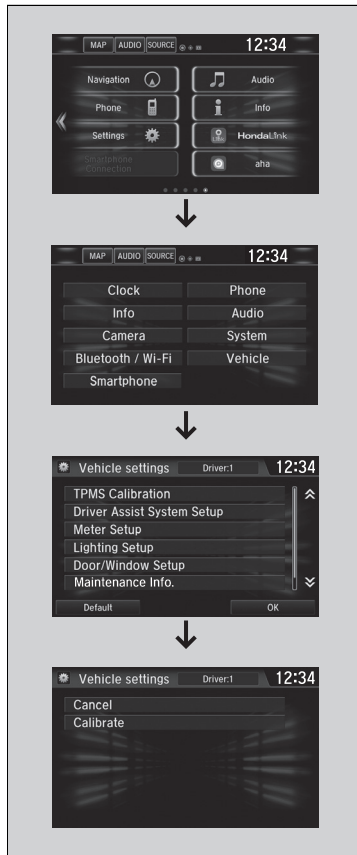 MAP AUDIO SOURCE 12:34
Navigation Audio
Phone Info
Settings HondaLink
Smartphone
Connection
aha
MAP AUDIO SOURCE 12:34
Clock Phone
Info Audio
Camera System
Bluetooth / Wi-Fi Vehicle
Smartphone
Vehicle settings Driver:1 12:34
TPMS Calibration
Driver Assist System Setup
Meter Setup
Lighting Setup
Door/Window Setup
Maintenance Info.
Default OK
Vehicle settings Driver:1 12:34
Cancel
Calibrate